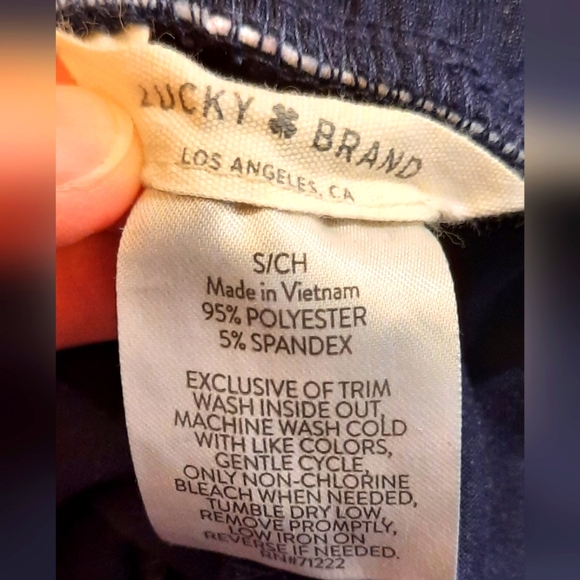 LUCKY BRAND
LOS ANGELES, CA
S/CH
Made in Vietnam
95% POLYESTER
5% SPANDEX
EXCLUSIVE OF TRIM
WASH INSIDE OUT
MACHINE WASH COLD
WITH LIKE COLORS,
GENTLE CYCLE,
ONLY NON-CHLORINE
BLEACH WHEN NEEDED,
TUMBLE DRY LOW,
REMOVE PROMPTLY,
LOW IRON ON
REVERSE IF NEEDED.
RN#71222